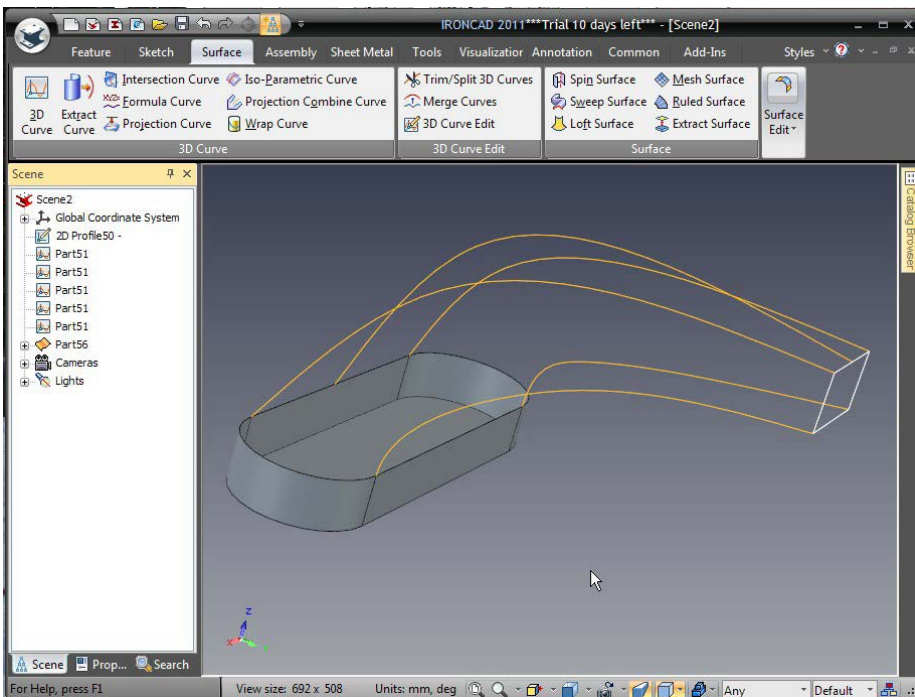 IRONCAD 2011***Trial 10 days left*** - [Scene2]
Feature Sketch Surface Assembly Sheet Metal Tools Visualizatior Annotation Common Add-Ins Styles
Intersection Curve Iso-Parametric Curve Trim/Split 3D Curves Spin Surface Mesh Surface
Formula Curve Projection Combine Curve Merge Curves Sweep Surface Ruled Surface
Projection Curve Wrap Curve 3D Curve Edit Loft Surface Extract Surface
3D Curve
Extract Curve
Surface Edit
3D Curve 3D Curve Edit Surface
Scene
Scene2
Global Coordinate System
2D Profile50 -
Part51
Part51
Part51
Part51
Part51
Part56
Cameras
Lights
Catalog Browser
z
x
Scene Prop... Search
For Help, press F1 View size: 692 x 508 Units: mm, deg Any Default